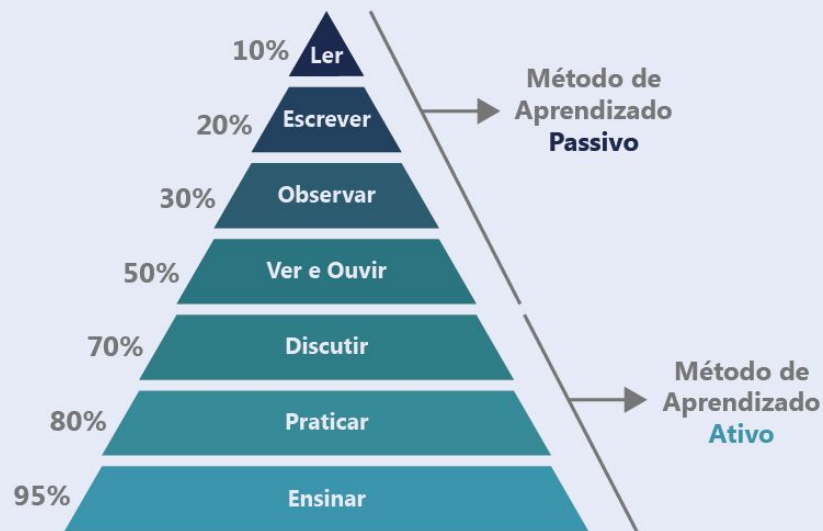 10%
Ler
20%
Escrever
30%
Observar
50%
Ver e Ouvir
Método de
Aprendizado
Passivo
70%
Discutir
80%
Praticar
95%
Ensinar
Método de
Aprendizado
Ativo